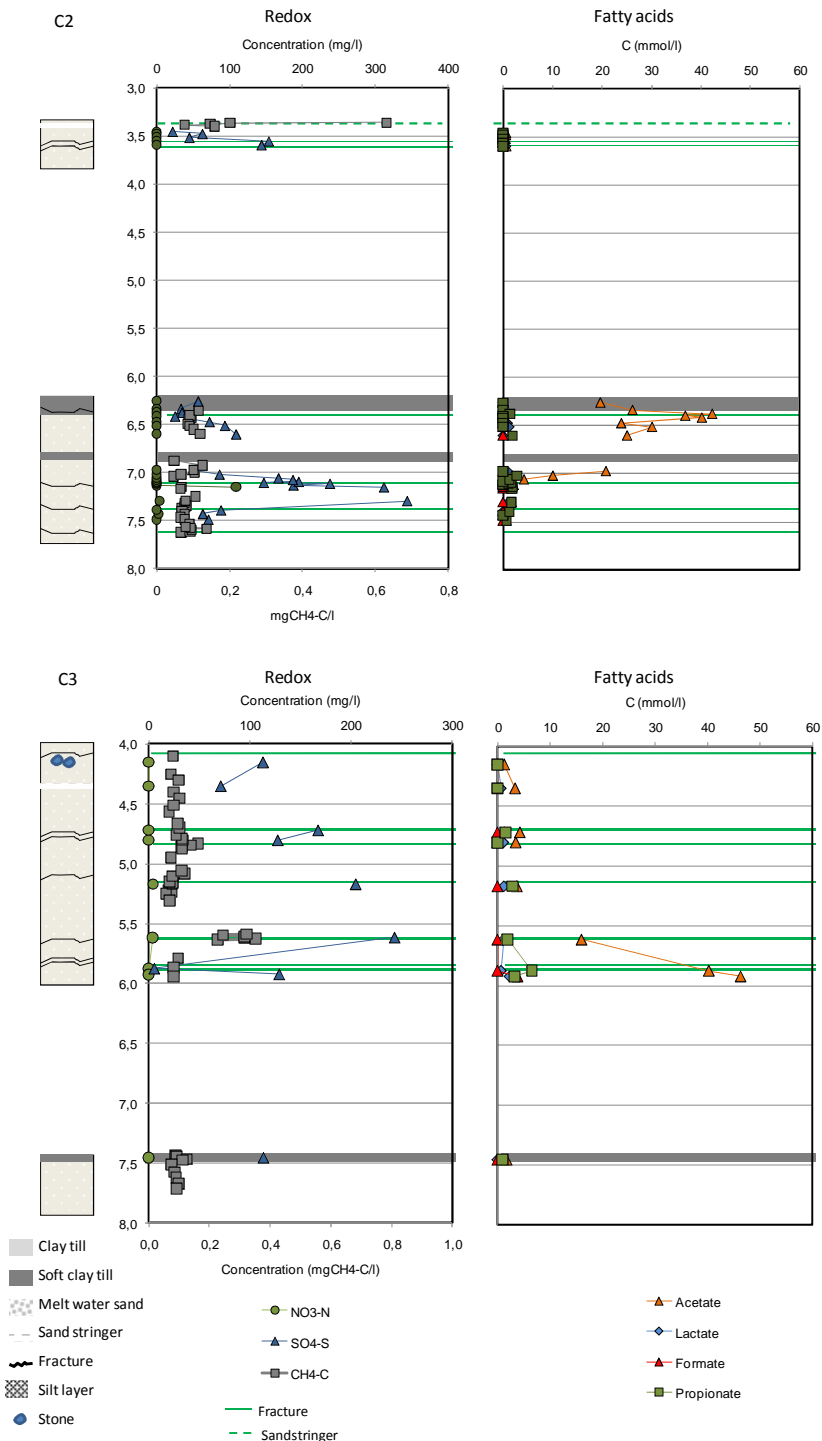 C2
Redox
Fatty acids
Concentration (mg/l)
C (mmol/l)
0 100 200 300 400
0 10 20 30 40 50 60
3,0
3,5
4,0
4,5
5,0
5,5
6,0
6,5
7,0
7,5
8,0
0 0,2 0,4 0,6 0,8
mgCH4-C/l
C3
Redox
Fatty acids
Concentration (mg/l)
C (mmol/l)
0 100 200 300
0 10 20 30 40 50 60
4,0
4,5
5,0
5,5
6,0
6,5
7,0
7,5
8,0
0,0 0,2 0,4 0,6 0,8 1,0
Concentration (mgCH4-C/l)
Clay till
Soft clay till
Melt water sand
Sand stringer
Fracture
Silt layer
Stone
NO3-N
SO4-S
CH4-C
Fracture
Sandstringer
Acetate
Lactate
Formate
Propionate